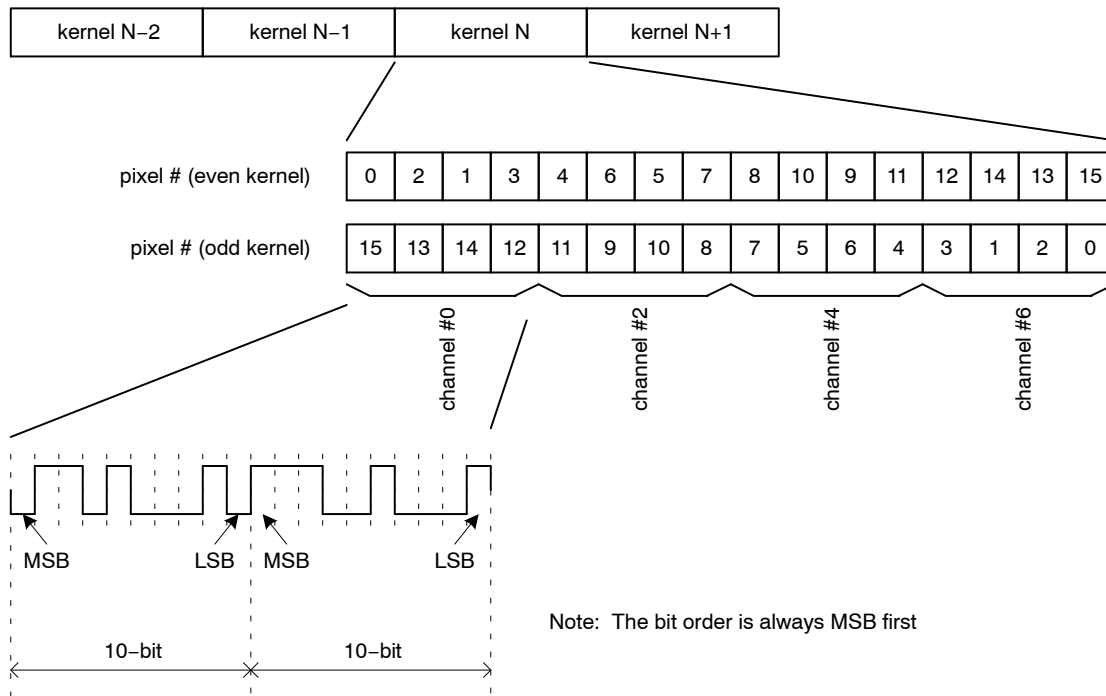 kernel N−2 kernel N−1 kernel N kernel N+1
pixel # (even kernel) 0 2 1 3 4 6 5 7 8 10 9 11 12 14 13 15
pixel # (odd kernel) 15 13 14 12 11 9 10 8 7 5 6 4 3 1 2 0
channel #0 channel #2 channel #4 channel #6
MSB LSB MSB LSB
Note: The bit order is always MSB first
10−bit 10−bit